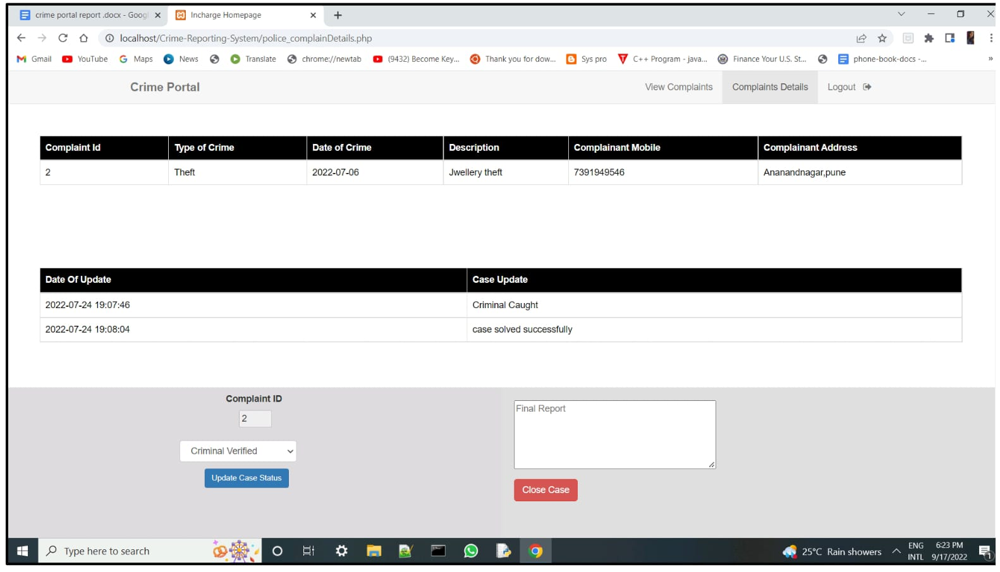 crime portal report .docx - Goog
Incharge Homepage
localhost/Crime-Reporting-System/police_complainDetails.php
Gmail YouTube Maps News Translate chrome://newtab (9432) Become Key... Thank you for dow... Sys pro C++ Program - java... Finance Your U.S. St... phone-book-docs -... »
Crime Portal View Complaints Complaints Details Logout
Complaint Id Type of Crime Date of Crime Description Complainant Mobile Complainant Address
2 Theft 2022-07-06 Jwellery theft 7391949546 Ananandnagar,pune
Date Of Update Case Update
2022-07-24 19:07:46 Criminal Caught
2022-07-24 19:08:04 case solved successfully
Complaint ID
2
Criminal Verified
Update Case Status
Final Report
Close Case
Type here to search
25°C Rain showers
ENG 6:23 PM
INTL 9/17/2022
1